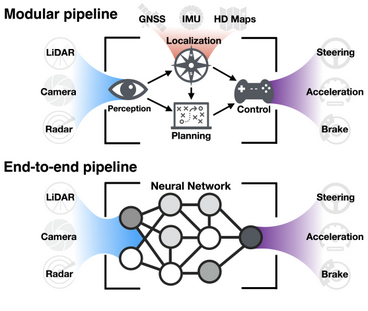 Modular pipeline
GNSS IMU HD Maps
Localization
LiDAR
Camera
Radar
Perception
Planning
Control
Steering
Acceleration
Brake
End-to-end pipeline
Neural Network
LiDAR
Camera
Radar
Steering
Acceleration
Brake